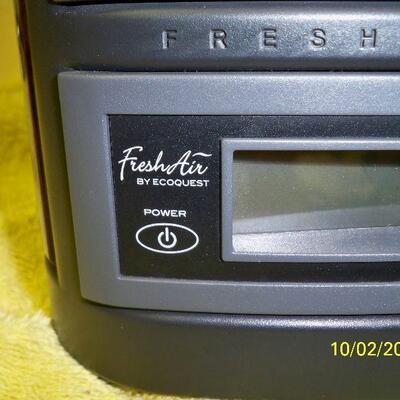 FRESH
FreshAir
BY ECOQUEST
POWER
10/02/20